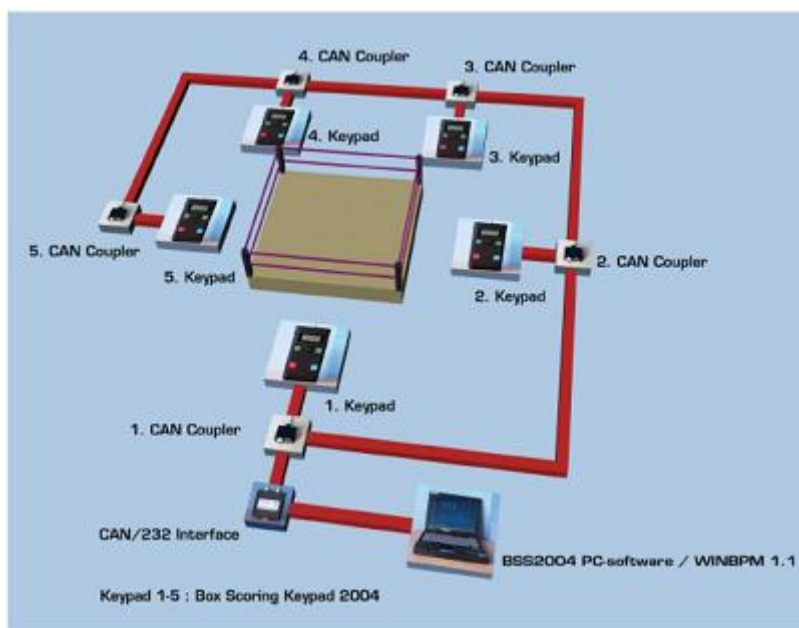 4. CAN Coupler
3. CAN Coupler
4. Keypad
3. Keypad
5. CAN Coupler
5. Keypad
2. CAN Coupler
2. Keypad
1. Keypad
1. CAN Coupler
CAN/232 Interface
BSS2004 PC-software / WINBPM 1.1
Keypad 1-5 : Box Scoring Keypad 2004